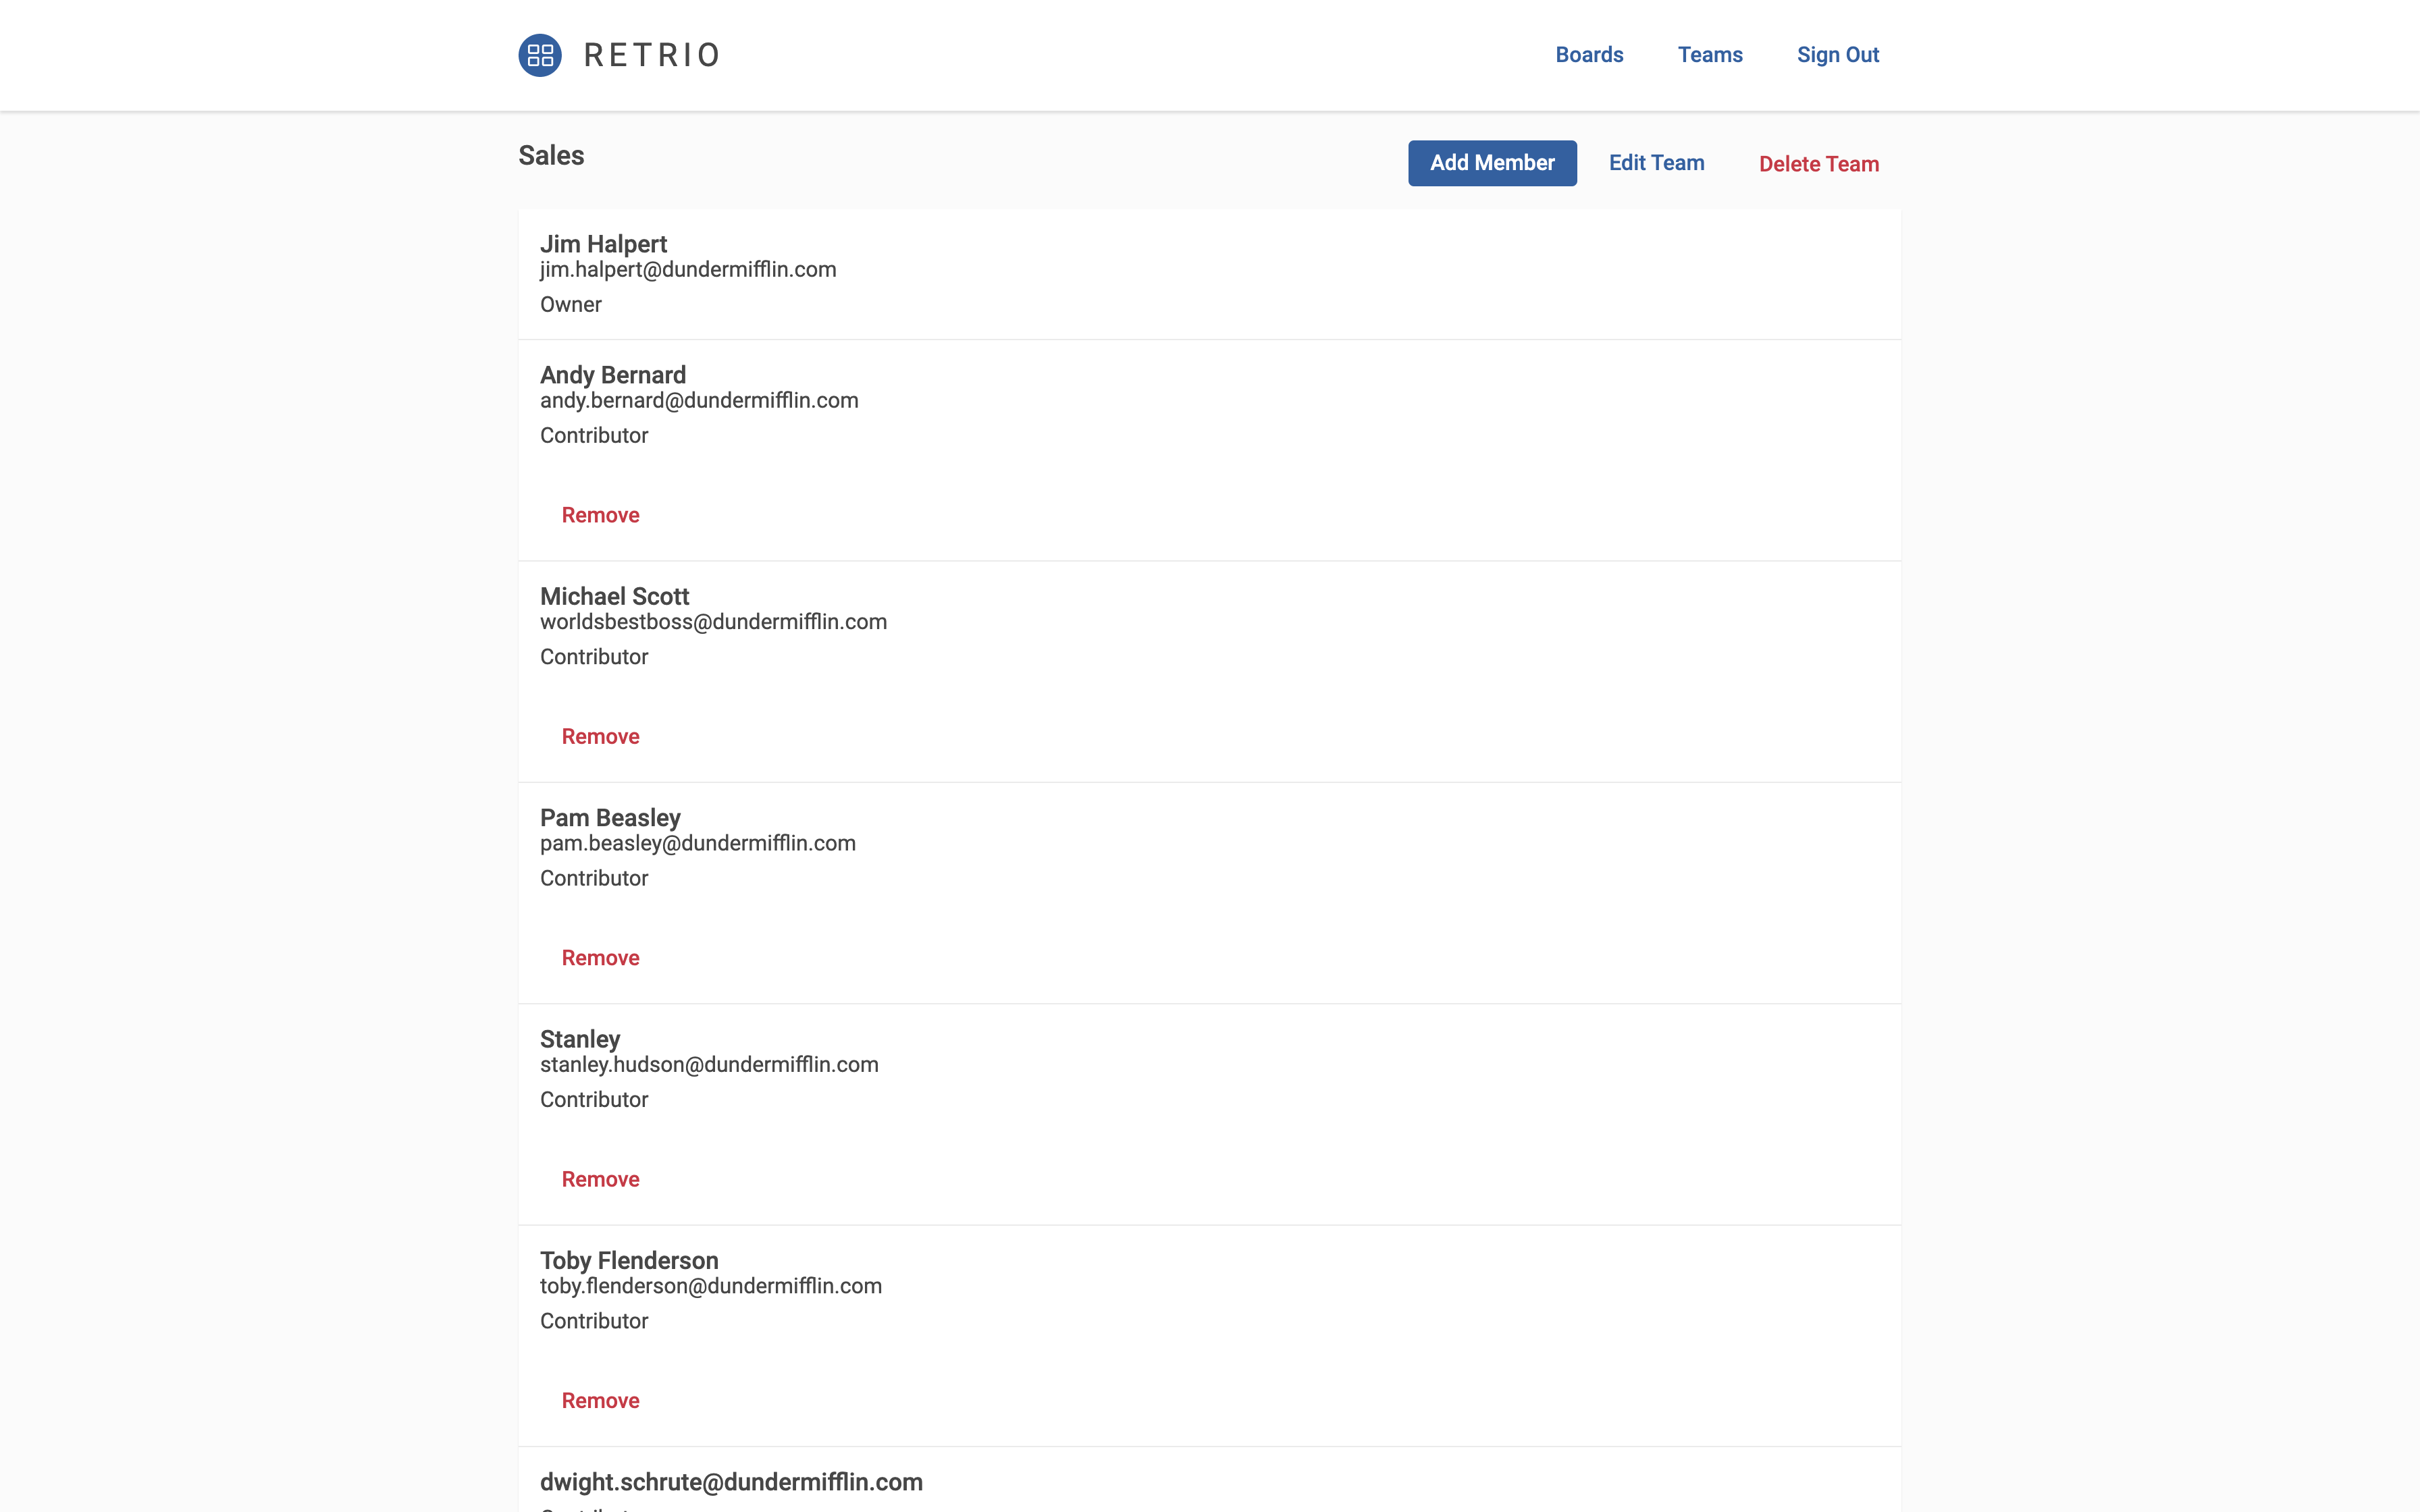 RETRIO
Boards Teams Sign Out
Sales
Add Member Edit Team Delete Team
Jim Halpert
jim.halpert@dundermifflin.com
Owner
Andy Bernard
andy.bernard@dundermifflin.com
Contributor
Remove
Michael Scott
worldsbestboss@dundermifflin.com
Contributor
Remove
Pam Beasley
pam.beasley@dundermifflin.com
Contributor
Remove
Stanley
stanley.hudson@dundermifflin.com
Contributor
Remove
Toby Flenderson
toby.flenderson@dundermifflin.com
Contributor
Remove
dwight.schrute@dundermifflin.com